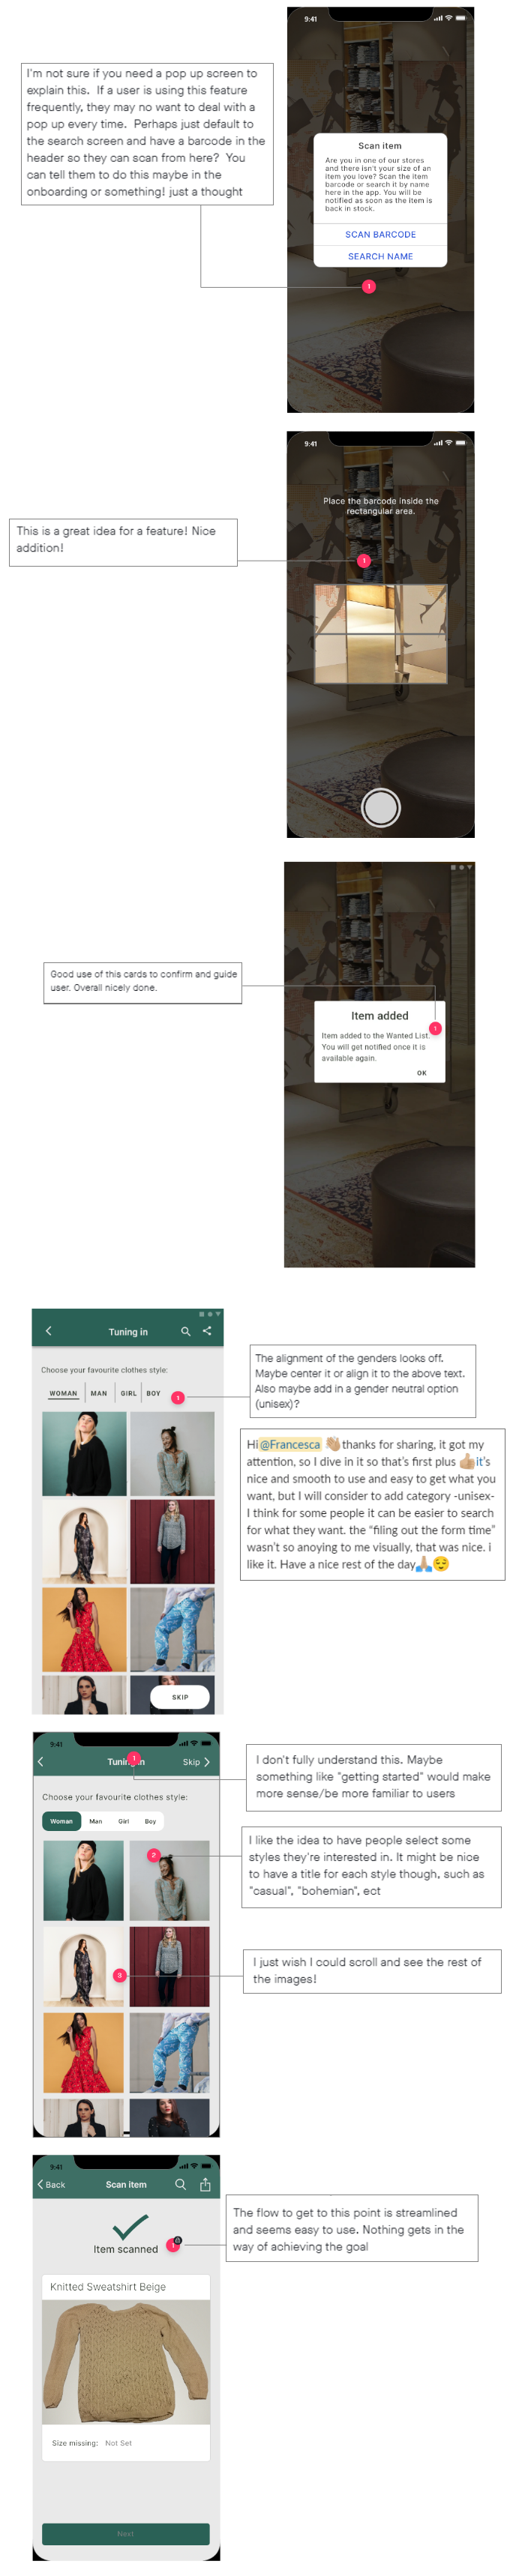 9:41
I'm not sure if you need a pop up screen to
explain this.  If a user is using this feature
frequently, they may no want to deal with a
pop up every time.  Perhaps just default to
the search screen and have a barcode in the
header so they can scan from here?  You
can tell them to do this maybe in the
onboarding or something! just a thought
Scan item
Are you in one of our stores
and there isn't your size of an
item you love? Scan the item
barcode or search it by name
here in the app. You will be
notified as soon as the item is
back in stock.
SCAN BARCODE
SEARCH NAME
1
9:41
Place the barcode inside the
rectangular area.
This is a great idea for a feature! Nice
addition!
1
Good use of this cards to confirm and guide
user. Overall nicely done.
Item added
1
Item added to the Wanted List.
You will get notified once it is
available again.
OK
Tuning in
Choose your favourite clothes style:
WOMAN
MAN
GIRL
BOY
1
The alignment of the genders looks off.
Maybe center it or align it to the above text.
Also maybe add in a gender neutral option
(unisex)?
Hi @Francesca 👋🏼 thanks for sharing, it got my
attention, so I dive in it so that's first plus 👍🏼it's
nice and smooth to use and easy to get what you
want, but I will consider to add category -unisex-
I think for some people it can be easier to search
for what they want. the "filling out the form time"
wasn't so anoying to me visually, that was nice. i
like it. Have a nice rest of the day🙏🏼😌
SKIP
9:41
Tuning in
1
Skip
I don't fully understand this. Maybe
something like "getting started" would make
more sense/be more familiar to users
Choose your favourite clothes style:
Woman
Man
Girl
Boy
2
I like the idea to have people select some
styles they're interested in. It might be nice
to have a title for each style though, such as
"casual", "bohemian", ect
3
I just wish I could scroll and see the rest of
the images!
9:41
Back
Scan item
Item scanned
1
The flow to get to this point is streamlined
and seems easy to use. Nothing gets in the
way of achieving the goal
Knitted Sweatshirt Beige
Size missing: Not Set
Next